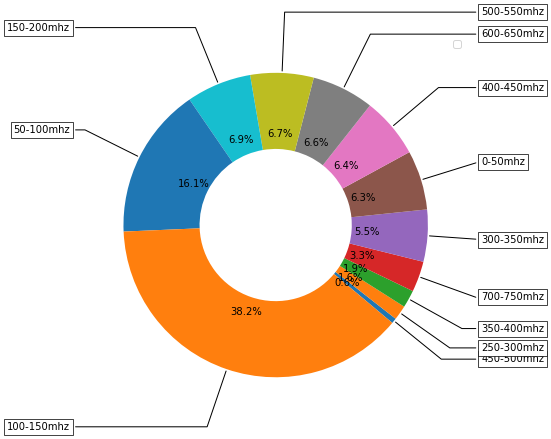 500-550mhz
150-200mhz
600-650mhz
400-450mhz
50-100mhz
6.9%
6.7%
6.6%
6.4%
0-50mhz
16.1%
6.3%
5.5%
300-350mhz
3.3%
1.9%
1.6%
0.6%
700-750mhz
38.2%
350-400mhz
250-300mhz
450-500mhz
100-150mhz